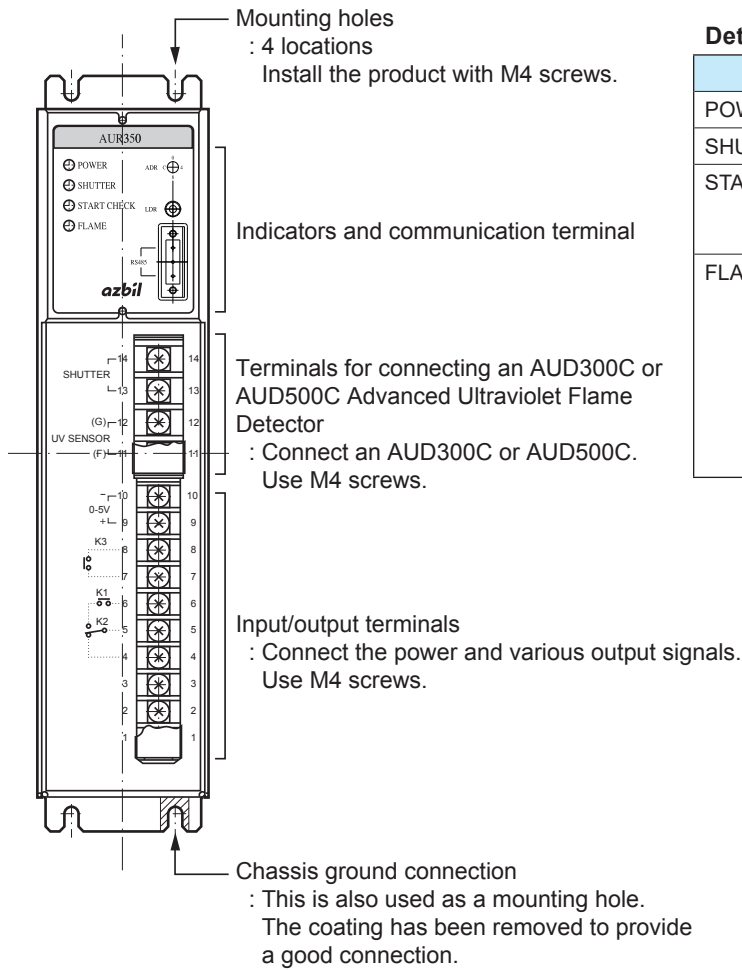 Mounting holes
: 4 locations
Install the product with M4 screws.
AUR350
POWER
SHUTTER
START CHECK
FLAME
ADR C 0 4 8
LDR
RS485
azbil
Indicators and communication terminal
SHUTTER
14 14
13 13
(G) 12 12
UV SENSOR
(F) 11 11
Terminals for connecting an AUD300C or
AUD500C Advanced Ultraviolet Flame
Detector
: Connect an AUD300C or AUD500C.
Use M4 screws.
− 10 10
0-5V
+ 9 9
K3
8 8
7 7
K1
6 6
K2
5 5
4 4
3 3
2 2
1 1
Input/output terminals
: Connect the power and various output signals.
Use M4 screws.
Chassis ground connection
: This is also used as a mounting hole.
The coating has been removed to provide
a good connection.
Det
POW
SHU
STA
FLA